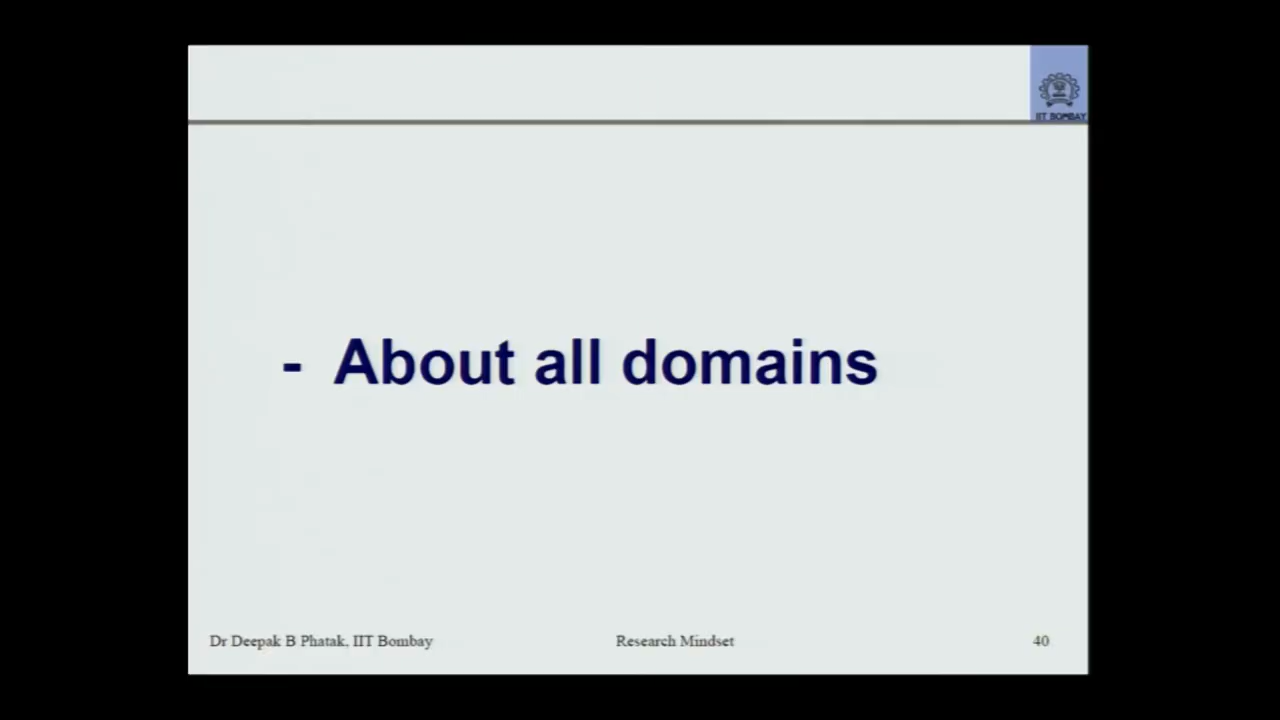 IIT BOMBAY
- About all domains
Dr Deepak B Phatak, IIT Bombay
Research Mindset
40